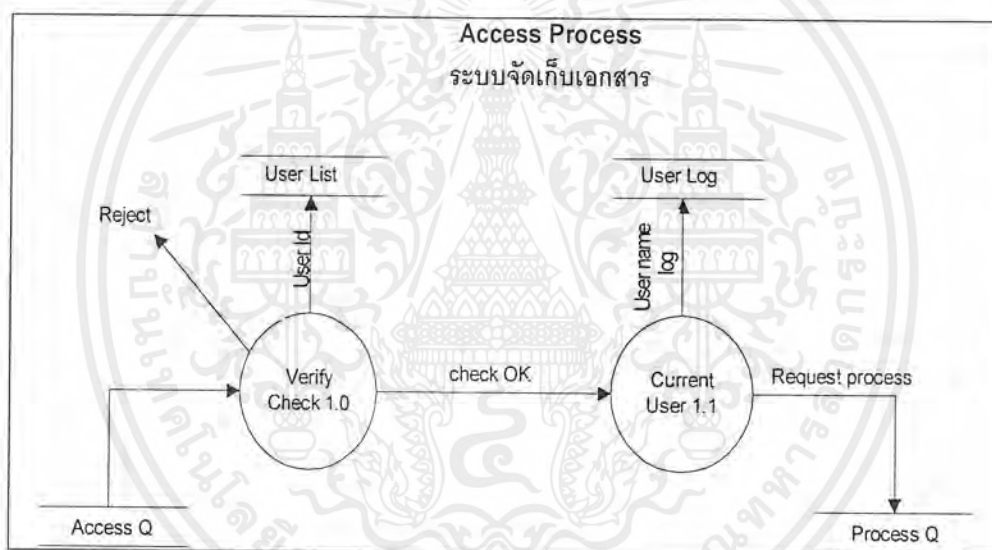 Access Process
ระบบจัดเก็บเอกสาร
User List
User Log
Reject
User Id
User name
log
Verify
Check 1.0
check OK
Current
User 1.1
Request process
Access Q
Process Q